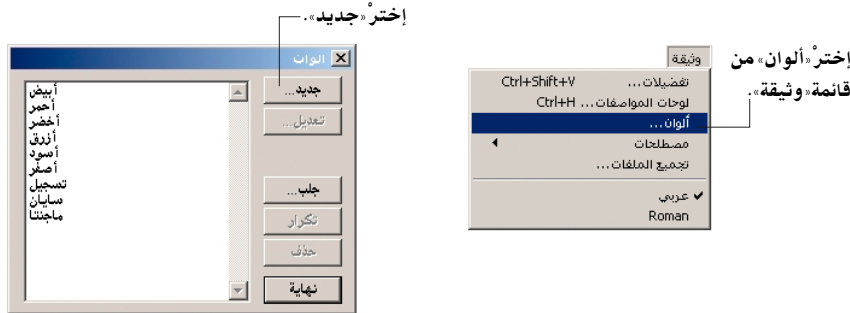 إخترْ «ألوان» من
قائمة «وثيقة».
وثيقة
تفضيلات... Ctrl+Shift+V
لوحات المواصفات... Ctrl+H
ألوان...
مصطلحات
تجميع الملفات...
عربي
Roman
إخترْ «جديد».
الوان
جديد...
تعديل...
جلب...
تكرار
حذف
نهاية
أبيض
أحمر
أخضر
أزرق
أسود
أصفر
تسجيل
سايان
ماجنتا